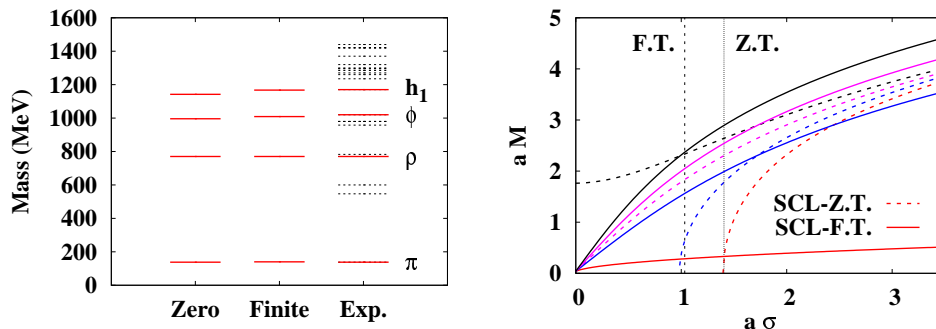 1600
1400
1200
1000
800
600
400
200
0
Mass (MeV)
Zero
Finite
Exp.
h1
ϕ
ρ
π
5
4
3
2
1
0
a M
F.T.
Z.T.
SCL-Z.T.
SCL-F.T.
0
1
2
3
a σ